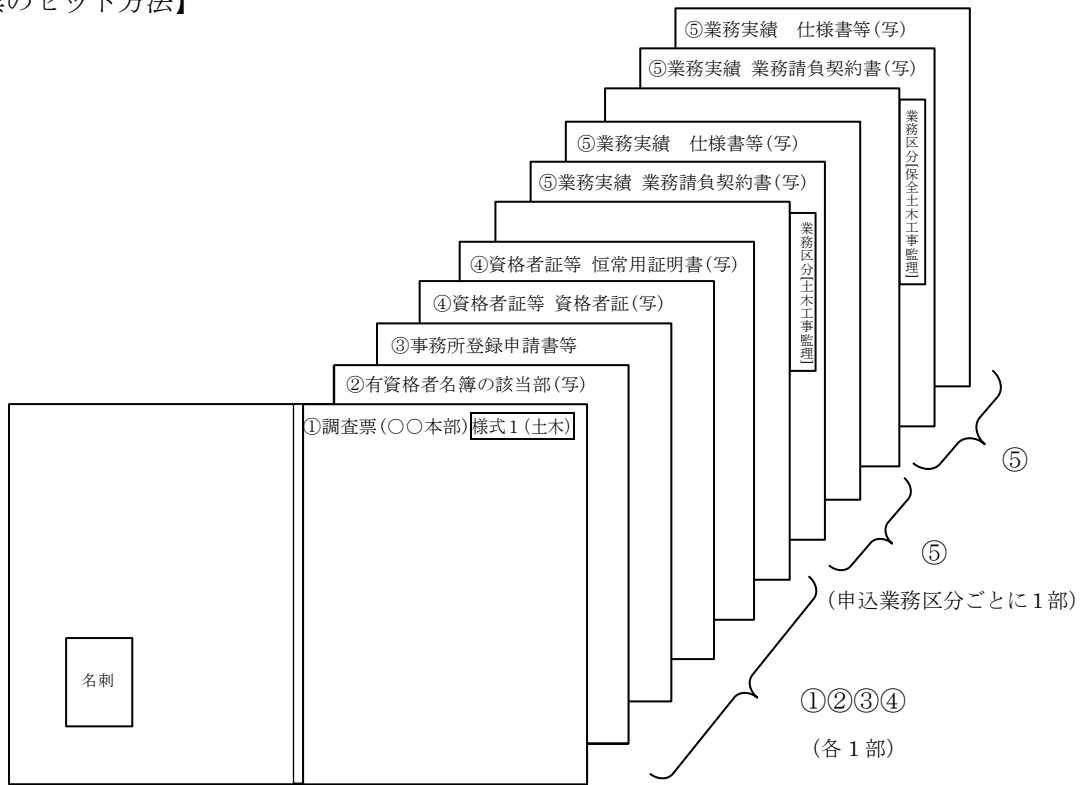 のセット方法】
⑤業務実績　仕様書等(写)
⑤業務実績 業務請負契約書(写)
業務区分[保全土木工事監理]
⑤業務実績　仕様書等(写)
⑤業務実績 業務請負契約書(写)
業務区分[土木工事監理]
④資格者証等 恒常用証明書(写)
④資格者証等 資格者証(写)
③事務所登録申請書等
②有資格者名簿の該当部(写)
①調査票(○○本部)様式１(土木)
名刺
⑤
⑤
(申込業務区分ごとに１部)
①②③④
(各１部)